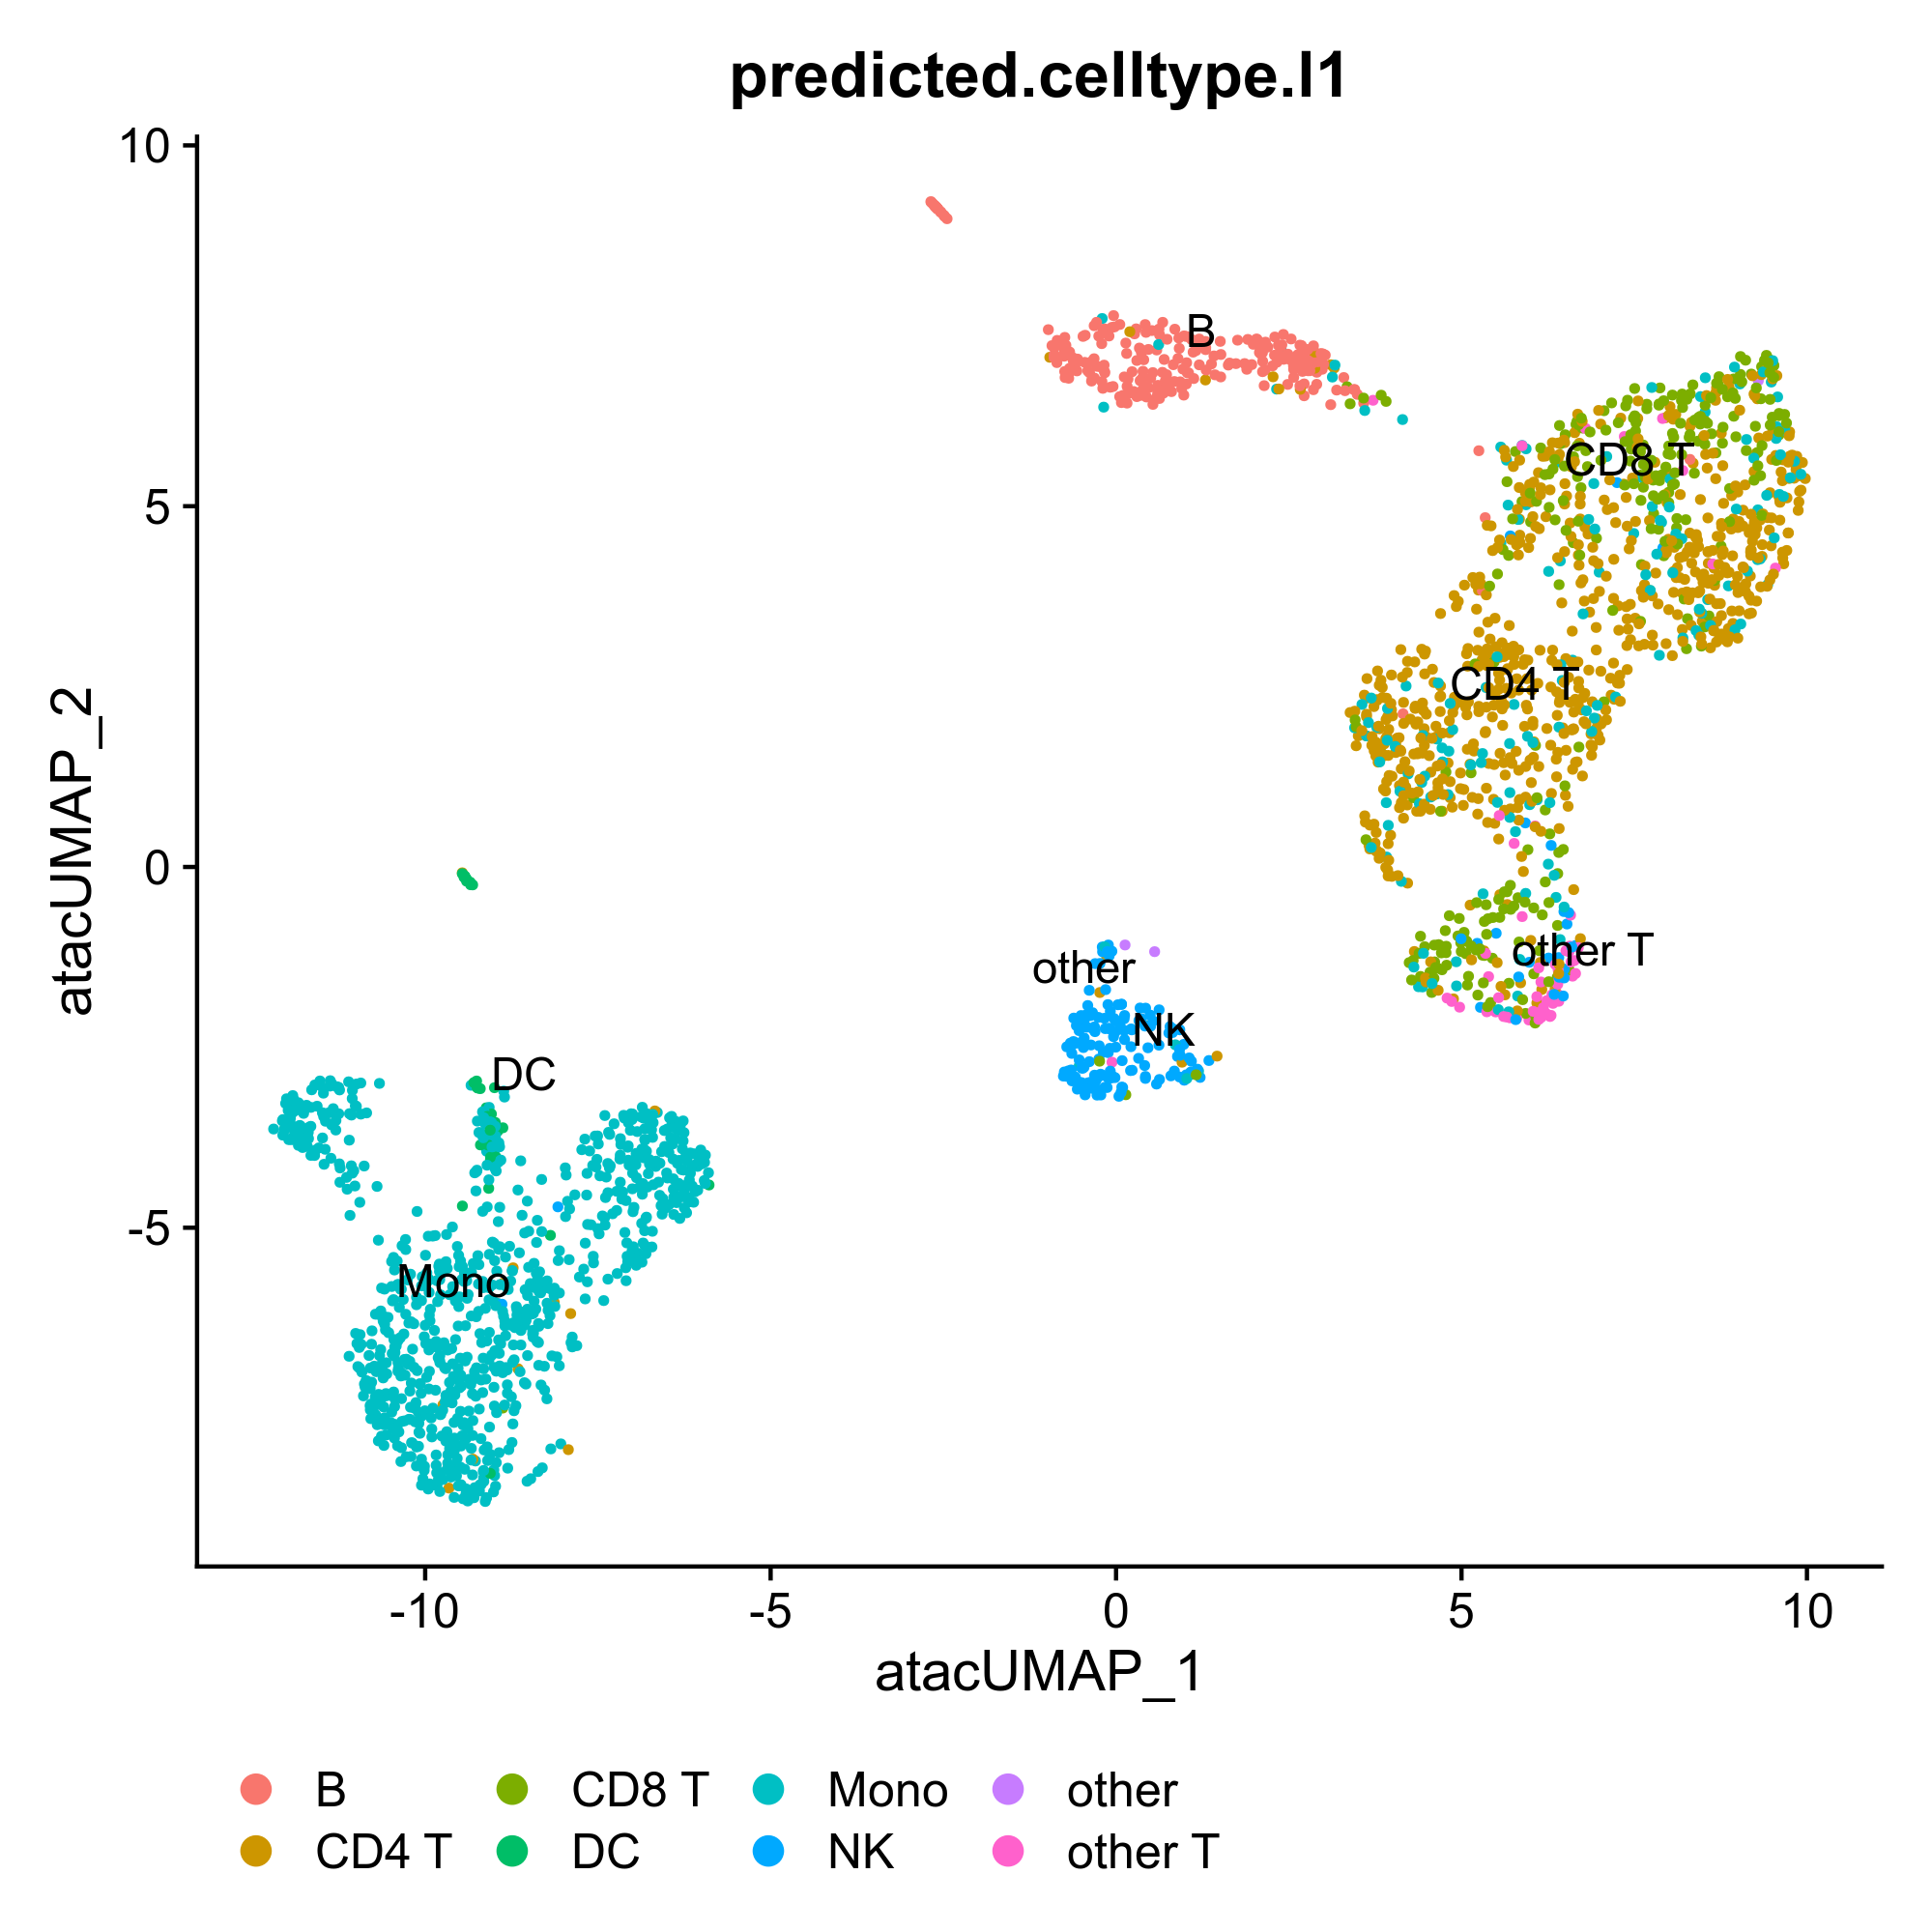 predicted.celltype.l1
10
5
0
-5
atacUMAP_2
B
CD8 T
CD4 T
other T
other
NK
DC
Mono
-10 -5 0 5 10
atacUMAP_1
B CD8 T Mono other
CD4 T DC NK other T